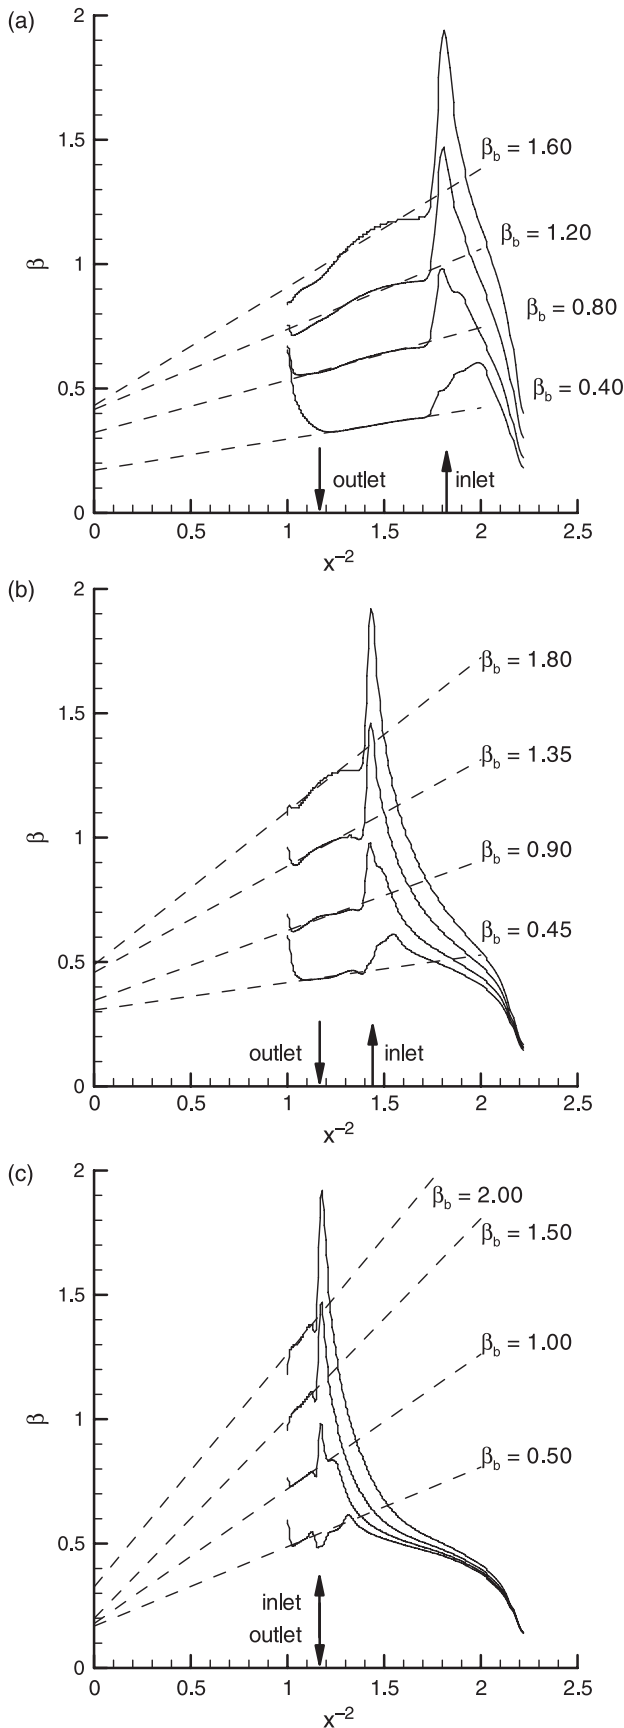 (a)
2
1.5
1
0.5
0
β
β_b = 1.60
β_b = 1.20
β_b = 0.80
β_b = 0.40
outlet
inlet
0 0.5 1 1.5 2 2.5
x⁻²
(b)
2
1.5
1
0.5
0
β
β_b = 1.80
β_b = 1.35
β_b = 0.90
β_b = 0.45
outlet
inlet
0 0.5 1 1.5 2 2.5
x⁻²
(c)
2
1.5
1
0.5
0
β
β_b = 2.00
β_b = 1.50
β_b = 1.00
β_b = 0.50
inlet
outlet
0 0.5 1 1.5 2 2.5
x⁻²